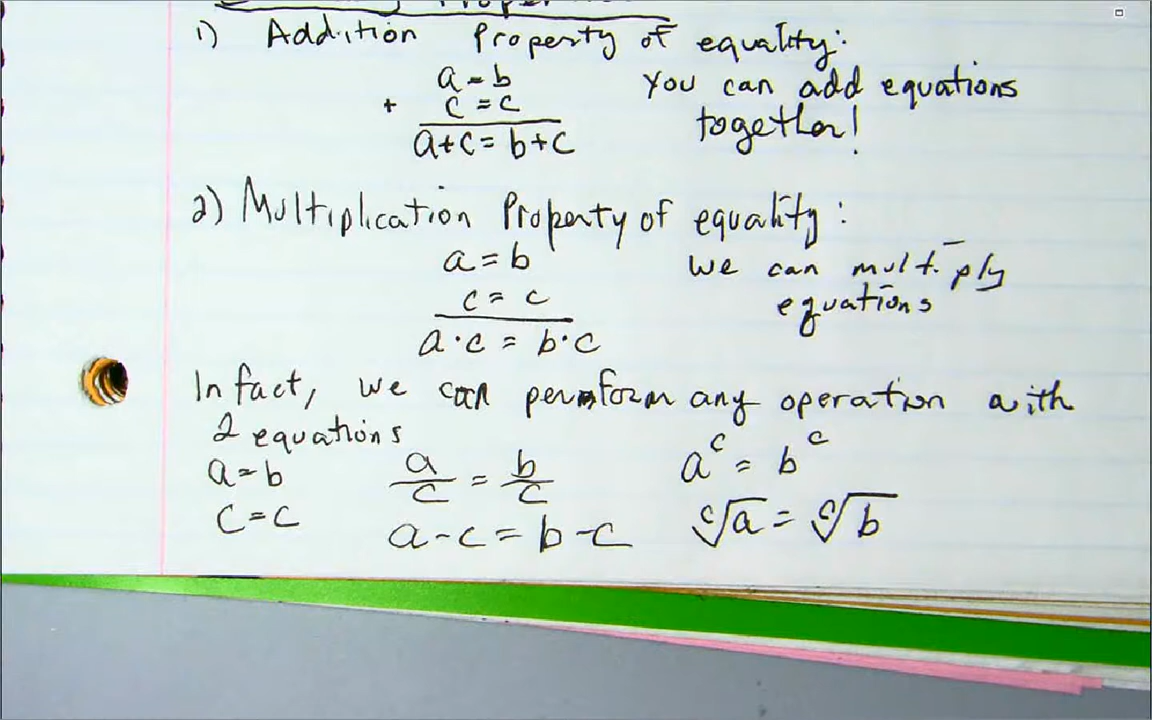 1) Addition Property of equality:
a = b You can add equations
+ c = c together!
a+c = b+c
2) Multiplication Property of equality:
a = b We can multiply
c = c equations
a·c = b·c
In fact, we can perform any operation with
2 equations
a = b a/c = b/c a^c = b^c
c = c a-c = b-c ᶜ√a = ᶜ√b